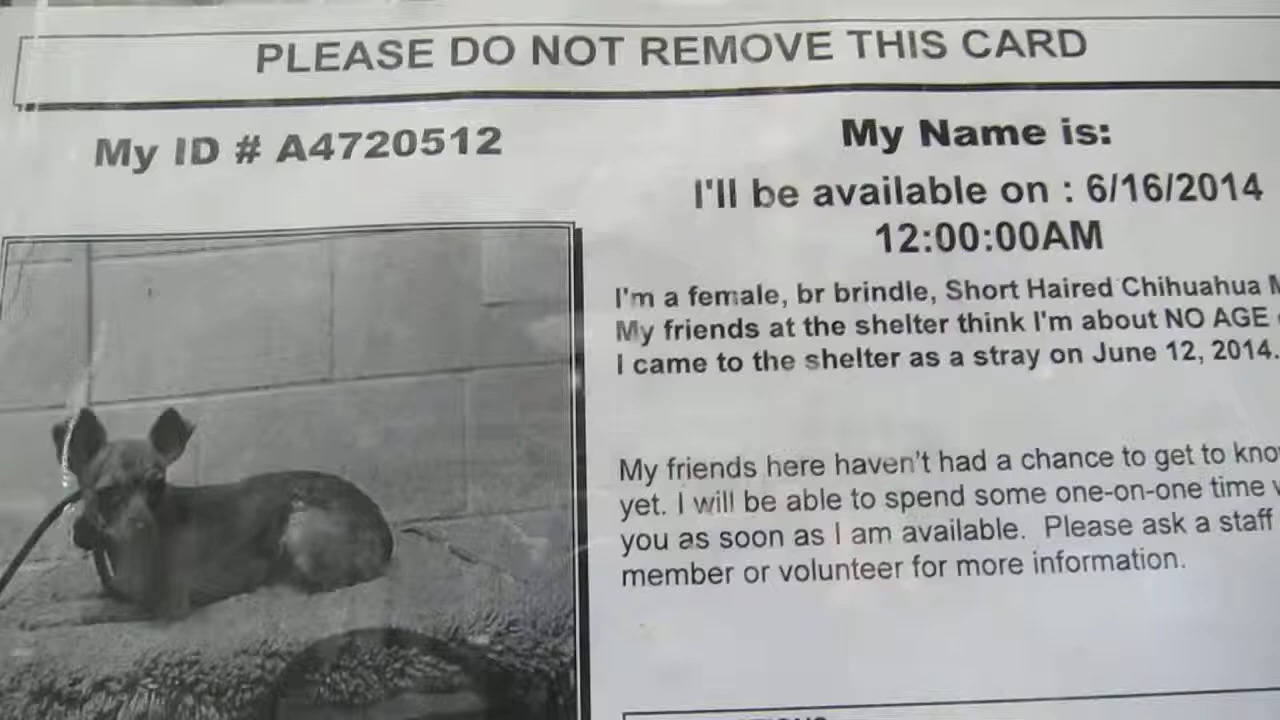 PLEASE DO NOT REMOVE THIS CARD
My ID # A4720512
My Name is:
I'll be available on : 6/16/2014
12:00:00AM
I'm a female, br brindle, Short Haired Chihuahua
My friends at the shelter think I'm about NO AGE
I came to the shelter as a stray on June 12, 2014.
My friends here haven't had a chance to get to
yet. I will be able to spend some one-on-one time
you as soon as I am available. Please ask a staff
member or volunteer for more information.